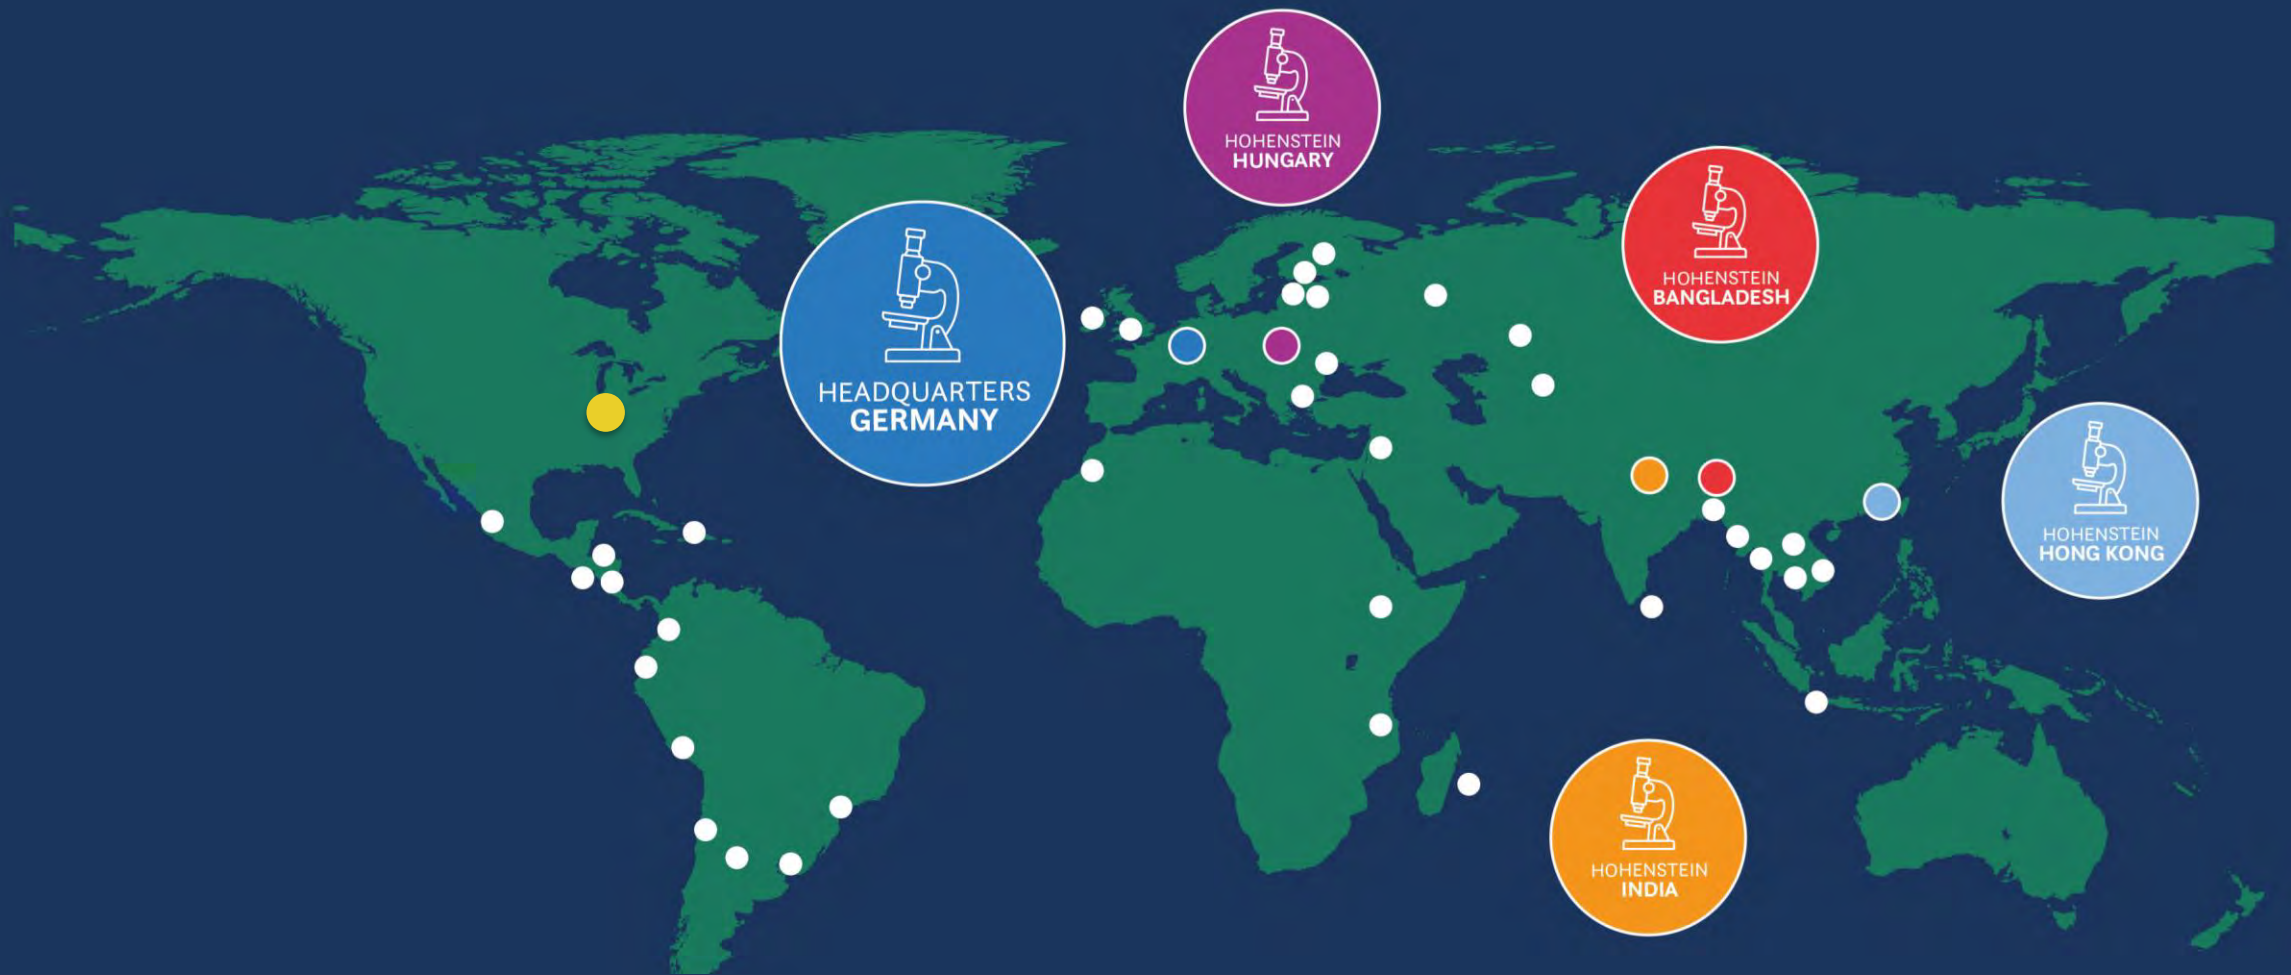 HOHENSTEIN
HUNGARY
HOHENSTEIN
BANGLADESH
HEADQUARTERS
GERMANY
HOHENSTEIN
HONG KONG
HOHENSTEIN
INDIA